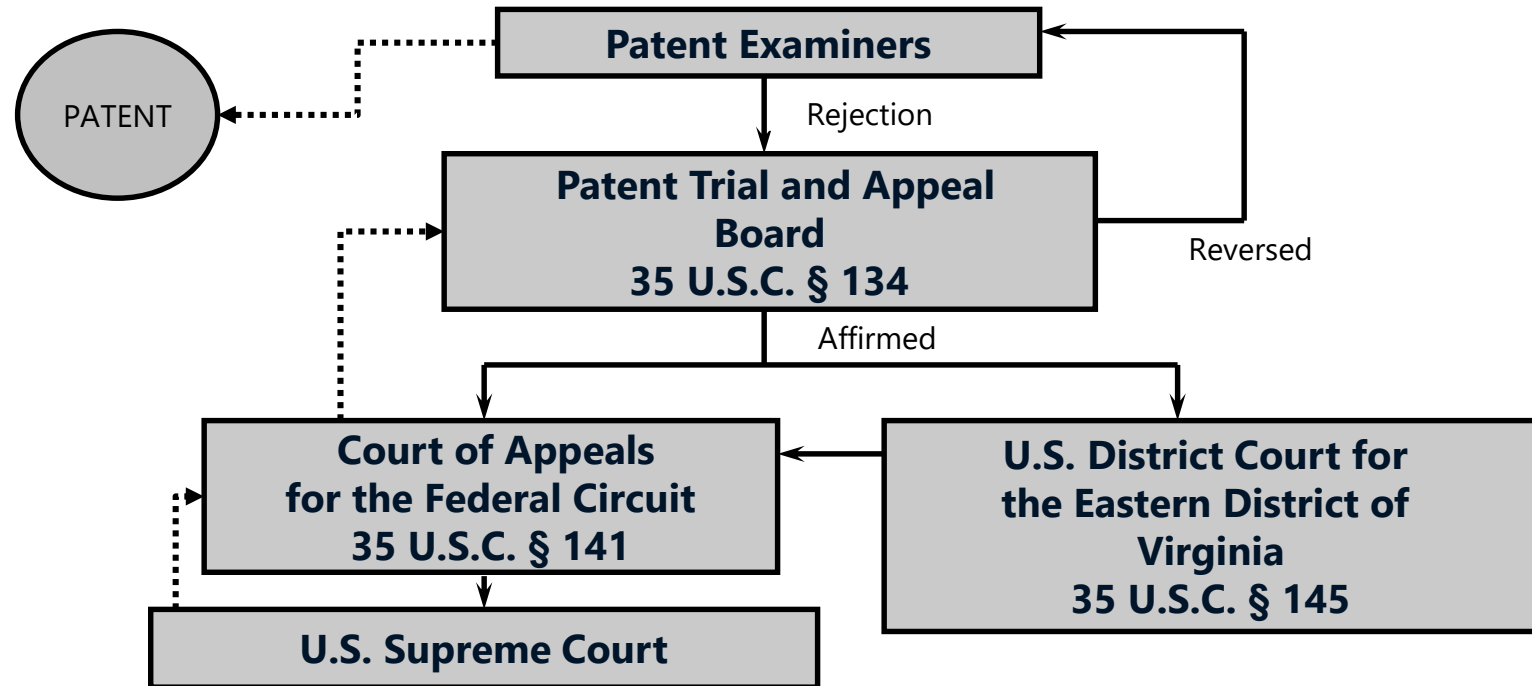 Patent Examiners
PATENT
Rejection
Patent Trial and Appeal
Board
35 U.S.C. § 134
Reversed
Affirmed
Court of Appeals
for the Federal Circuit
35 U.S.C. § 141
U.S. District Court for
the Eastern District of
Virginia
35 U.S.C. § 145
U.S. Supreme Court